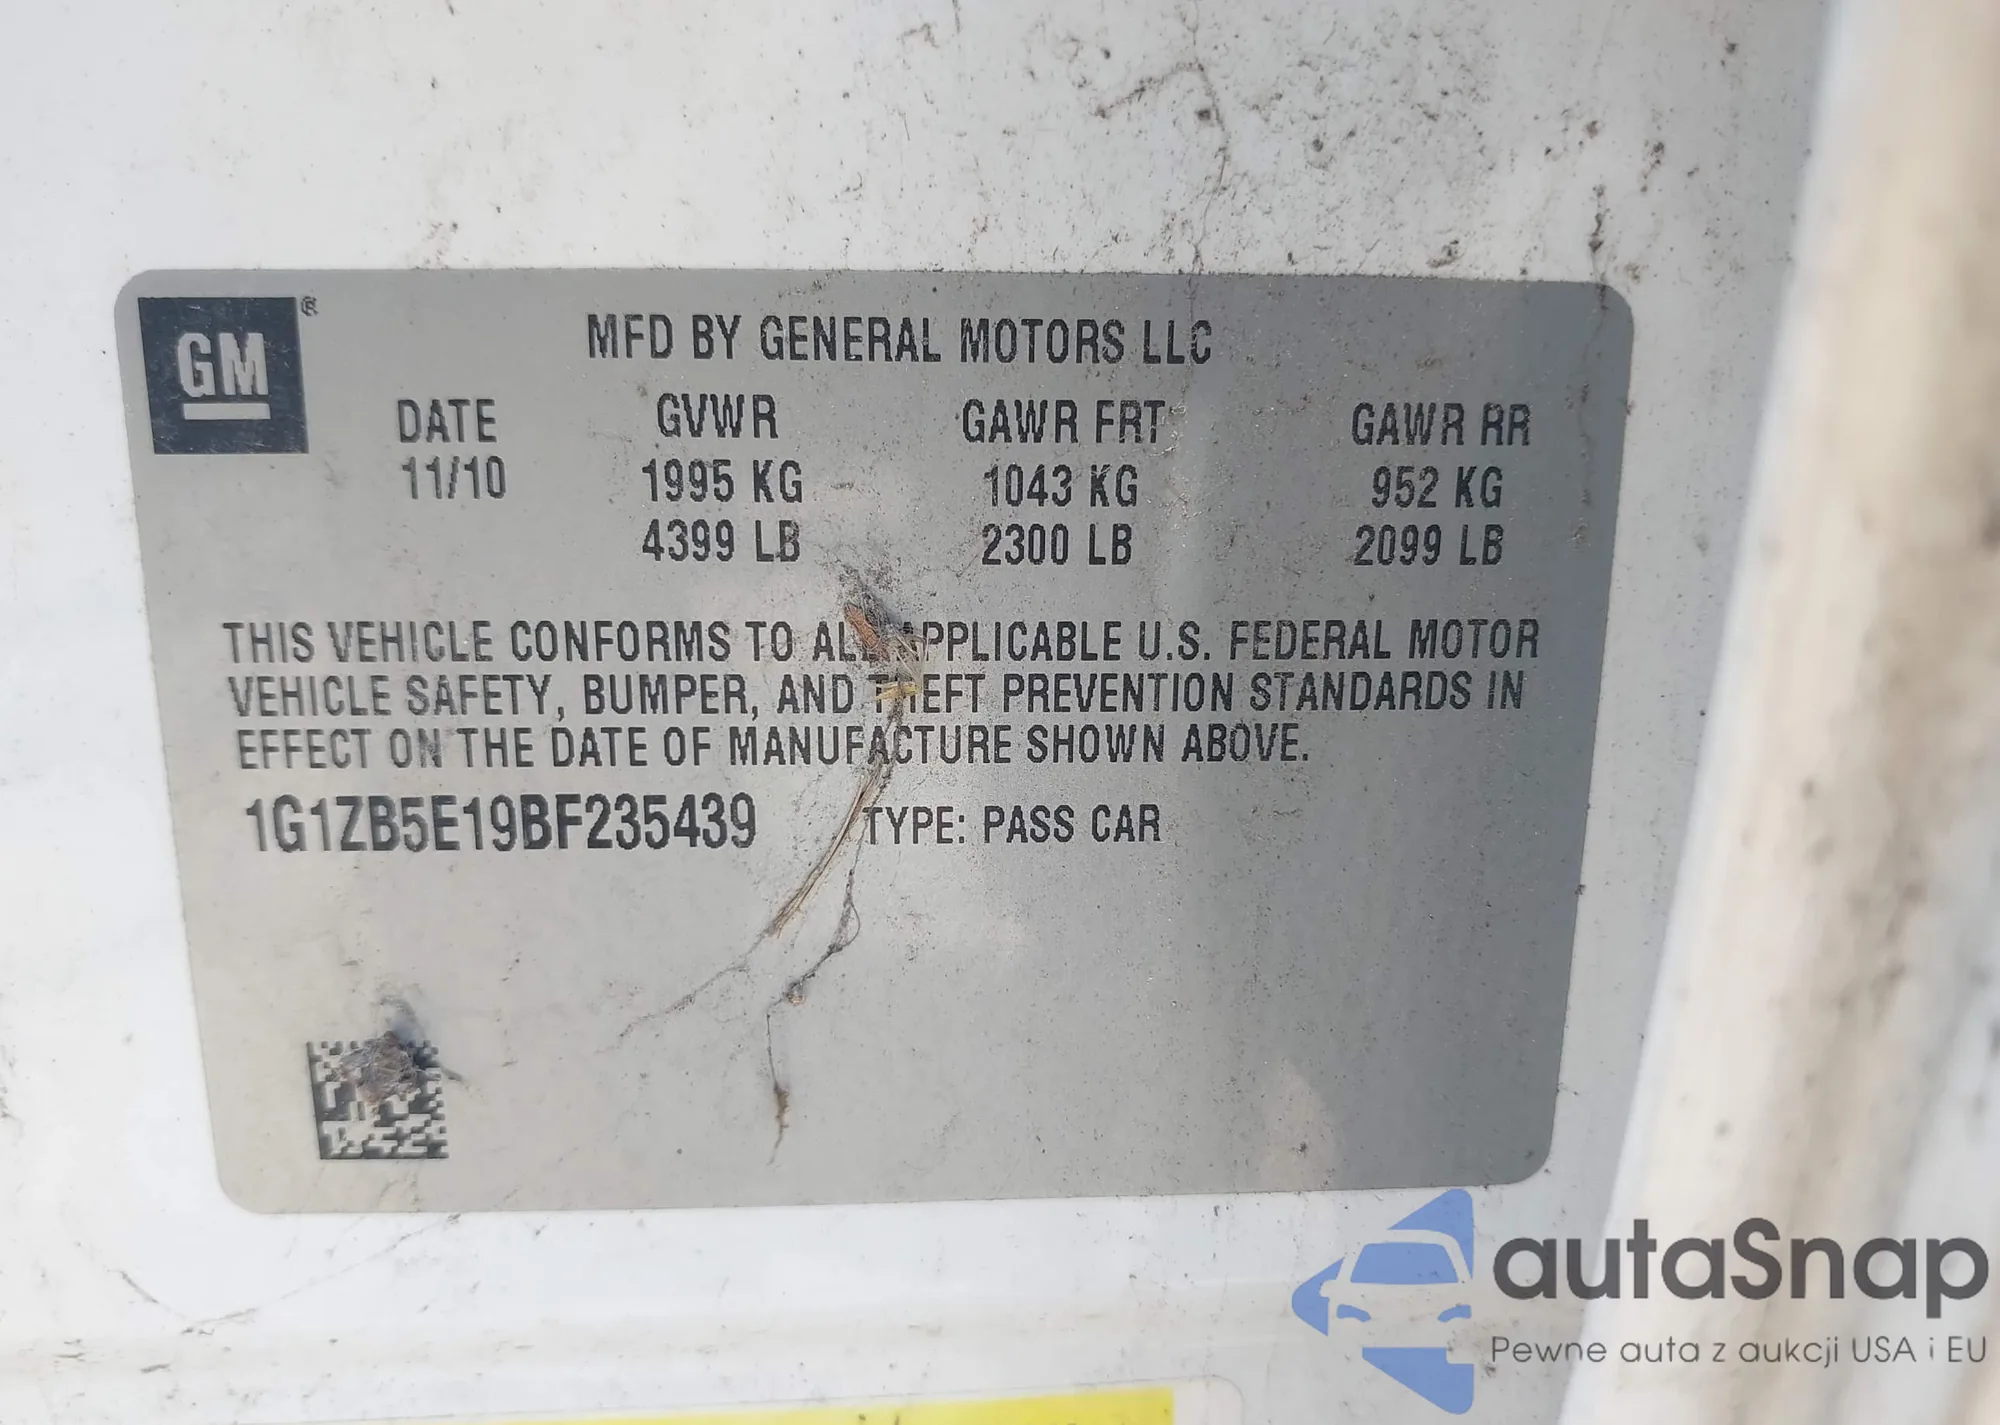 GM ®
MFD BY GENERAL MOTORS LLC
DATE GVWR GAWR FRT GAWR RR
11/10 1995 KG 1043 KG 952 KG
4399 LB 2300 LB 2099 LB
THIS VEHICLE CONFORMS TO ALL APPLICABLE U.S. FEDERAL MOTOR
VEHICLE SAFETY, BUMPER, AND THEFT PREVENTION STANDARDS IN
EFFECT ON THE DATE OF MANUFACTURE SHOWN ABOVE.
1G1ZB5E19BF235439 TYPE: PASS CAR
autaSnap
Pewne auta z aukcji USA i EU